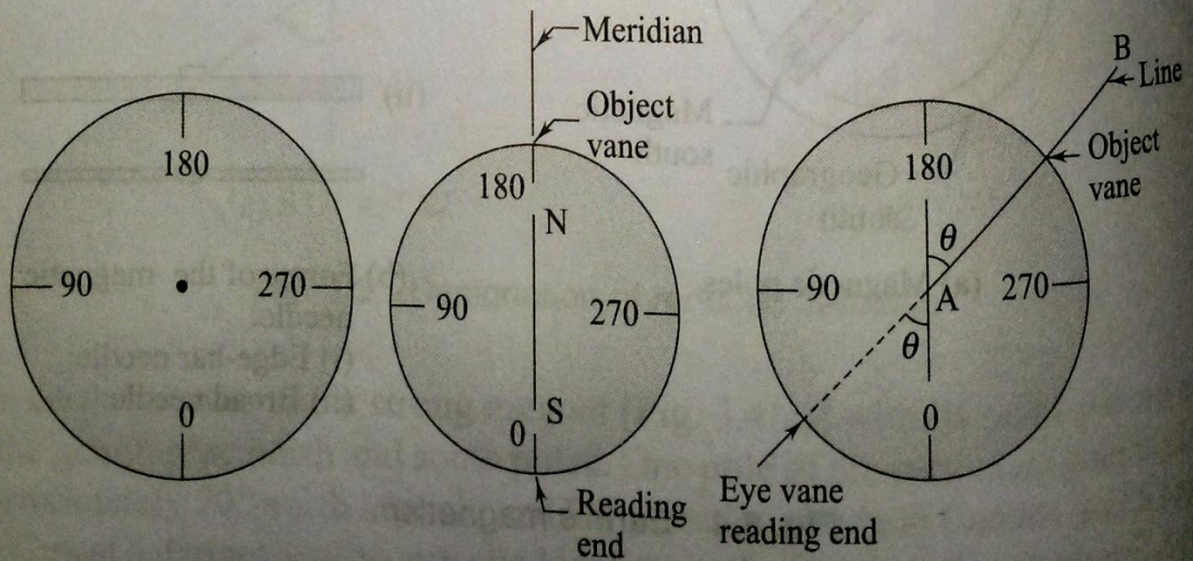 180
90
270
0
Meridian
Object
vane
180
N
90
270
S
0
Reading
end
B
Line
Object
vane
180
θ
90
A
270
θ
0
Eye vane
reading end